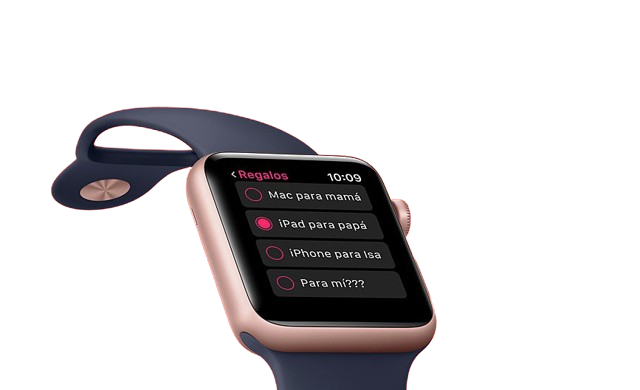 ‹ Regalos 10:09
Mac para mamá
iPad para papá
iPhone para Isa
Para mí???